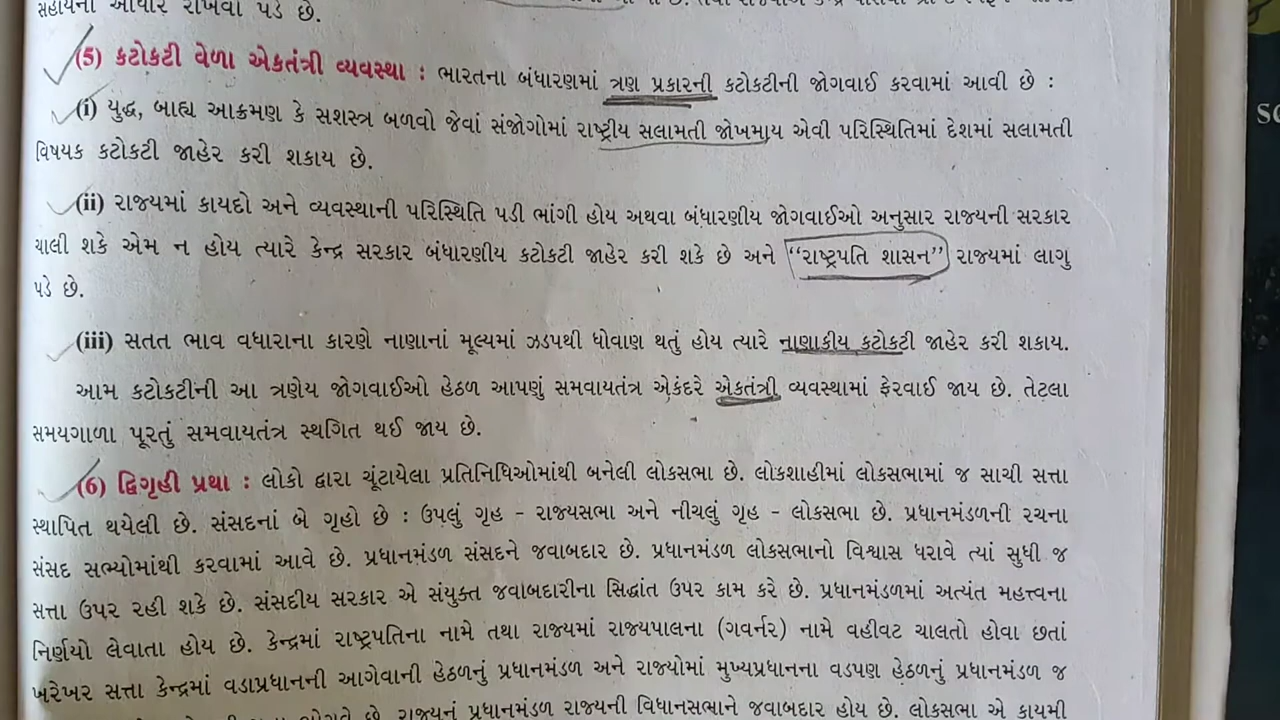 સહાયના આધાર રાખવા પડે છે.
(5) કટોકટી વેળા એકતંત્રી વ્યવસ્થા : ભારતના બંધારણમાં ત્રણ પ્રકારની કટોકટીની જોગવાઈ કરવામાં આવી છે :
(i) યુદ્ધ, બાહ્ય આક્રમણ કે સશસ્ત્ર બળવો જેવાં સંજોગોમાં રાષ્ટ્રીય સલામતી જોખમાય એવી પરિસ્થિતિમાં દેશમાં સલામતી
વિષયક કટોકટી જાહેર કરી શકાય છે.
(ii) રાજ્યમાં કાયદો અને વ્યવસ્થાની પરિસ્થિતિ પડી ભાંગી હોય અથવા બંધારણીય જોગવાઈઓ અનુસાર રાજ્યની સરકાર
ચાલી શકે એમ ન હોય ત્યારે કેન્દ્ર સરકાર બંધારણીય કટોકટી જાહેર કરી શકે છે અને “રાષ્ટ્રપતિ શાસન” રાજ્યમાં લાગુ
પડે છે.
(iii) સતત ભાવ વધારાના કારણે નાણાનાં મૂલ્યમાં ઝડપથી ધોવાણ થતું હોય ત્યારે નાણાકીય કટોકટી જાહેર કરી શકાય.
આમ કટોકટીની આ ત્રણેય જોગવાઈઓ હેઠળ આપણું સમવાયતંત્ર એકંદરે એકતંત્રી વ્યવસ્થામાં ફેરવાઈ જાય છે. તેટલા
સમયગાળા પૂરતું સમવાયતંત્ર સ્થગિત થઈ જાય છે.
(6) દ્વિગૃહી પ્રથા : લોકો દ્વારા ચૂંટાયેલા પ્રતિનિધિઓમાંથી બનેલી લોકસભા છે. લોકશાહીમાં લોકસભામાં જ સાચી સત્તા
સ્થાપિત થયેલી છે. સંસદનાં બે ગૃહો છે : ઉપલું ગૃહ - રાજ્યસભા અને નીચલું ગૃહ - લોકસભા છે. પ્રધાનમંડળની રચના
સંસદ સભ્યોમાંથી કરવામાં આવે છે. પ્રધાનમંડળ સંસદને જવાબદાર છે. પ્રધાનમંડળ લોકસભાનો વિશ્વાસ ધરાવે ત્યાં સુધી જ
સત્તા ઉપર રહી શકે છે. સંસદીય સરકાર એ સંયુક્ત જવાબદારીના સિદ્ધાંત ઉપર કામ કરે છે. પ્રધાનમંડળમાં અત્યંત મહત્ત્વના
નિર્ણયો લેવાતા હોય છે. કેન્દ્રમાં રાષ્ટ્રપતિના નામે તથા રાજ્યમાં રાજ્યપાલના (ગવર્નર) નામે વહીવટ ચાલતો હોવા છતાં
ખરેખર સત્તા કેન્દ્રમાં વડાપ્રધાનની આગેવાની હેઠળનું પ્રધાનમંડળ અને રાજ્યોમાં મુખ્યપ્રધાનના વડપણ હેઠળનું પ્રધાનમંડળ જ
છે. રાજ્યનું પ્રધાનમંડળ રાજ્યની વિધાનસભાને જવાબદાર હોય છે. લોકસભા એ કાયમી